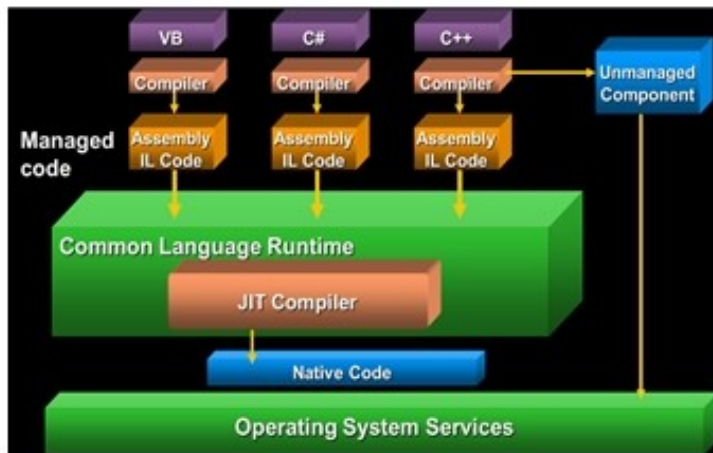 VB
C#
C++
Compiler
Compiler
Compiler
Unmanaged
Component
Managed
code
Assembly
IL Code
Assembly
IL Code
Assembly
IL Code
Common Language Runtime
JIT Compiler
Native Code
Operating System Services